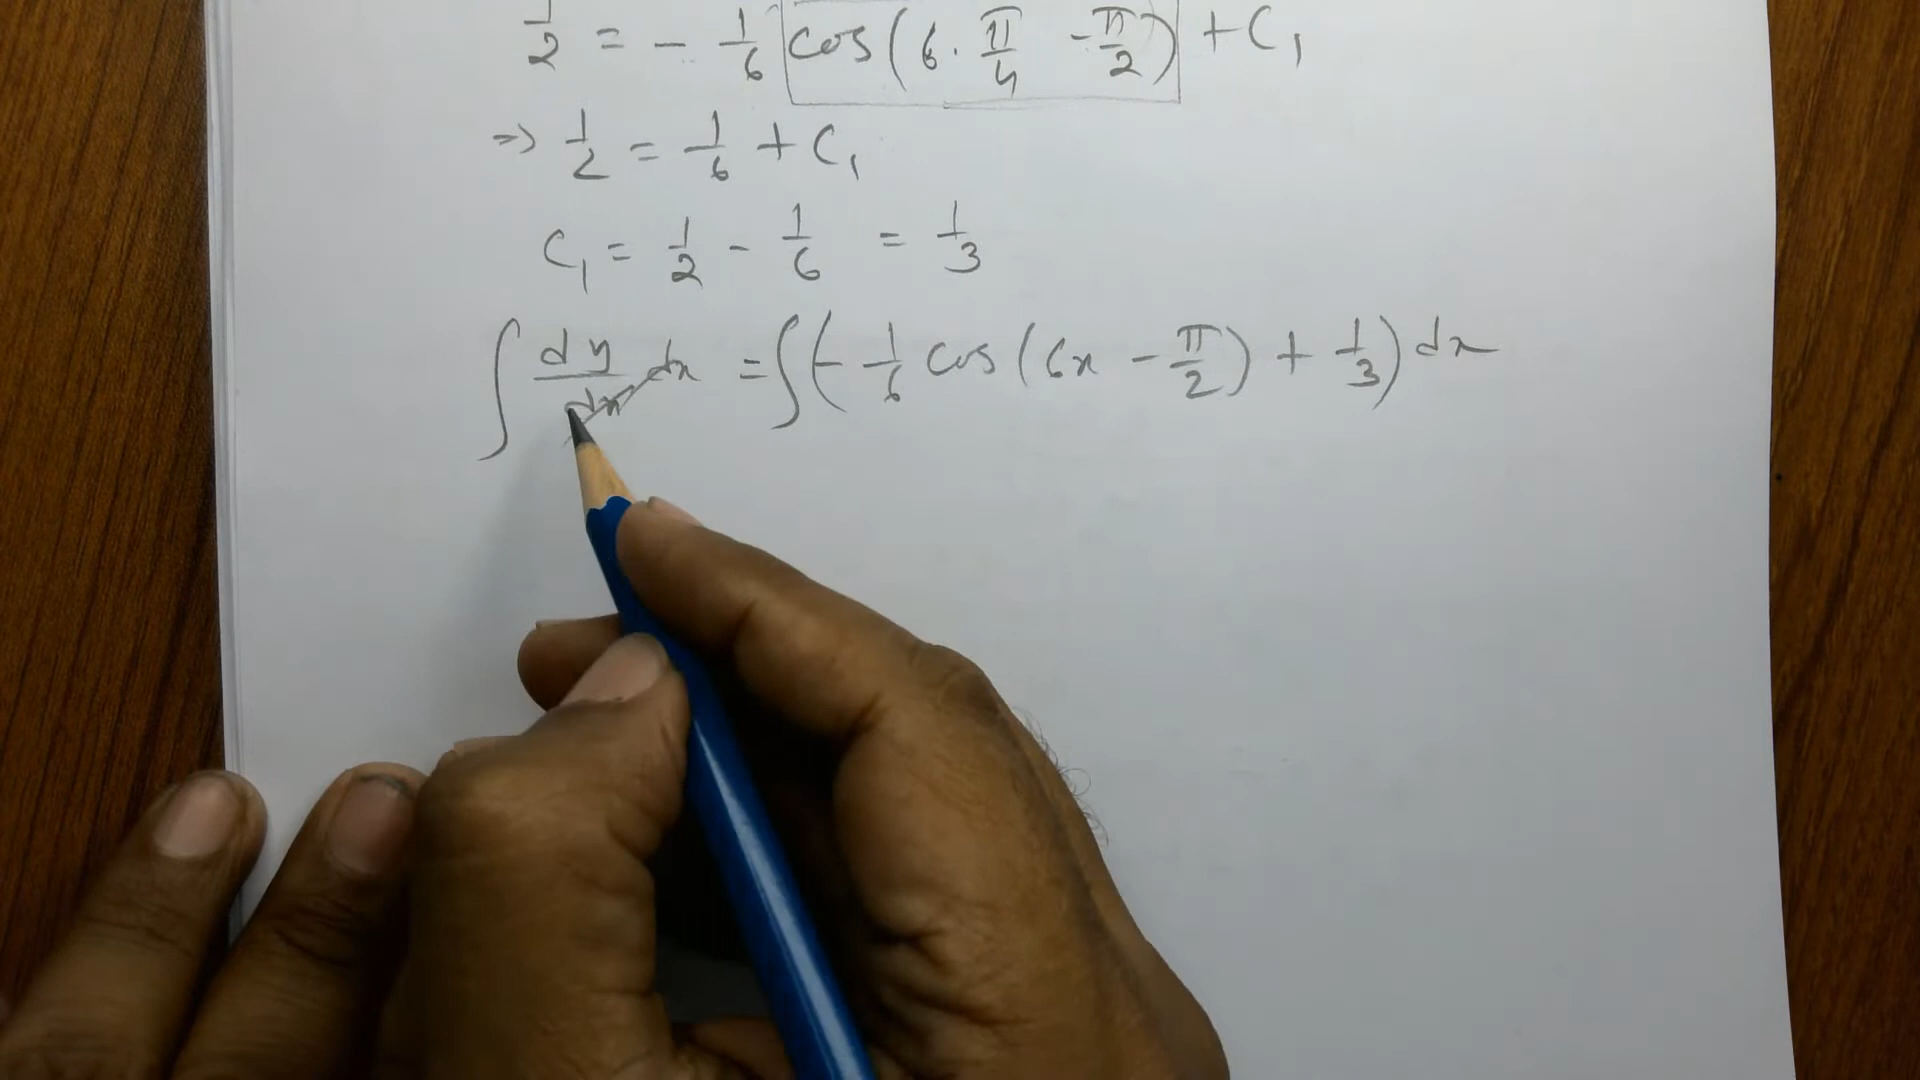 1/2 = - 1/6 cos(6 · π/4 - π/2) + C₁
=> 1/2 = 1/6 + C₁
C₁ = 1/2 - 1/6 = 1/3
∫ dy/dx dx = ∫(- 1/6 cos(6x - π/2) + 1/3) dx